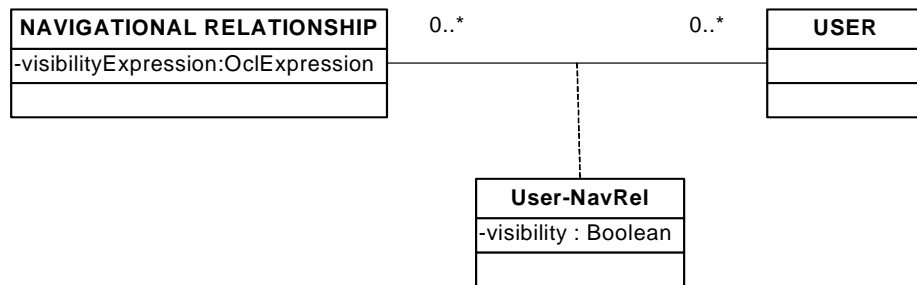 NAVIGATIONAL RELATIONSHIP
-visibilityExpression:OclExpression
0..*
0..*
USER
User-NavRel
-visibility : Boolean